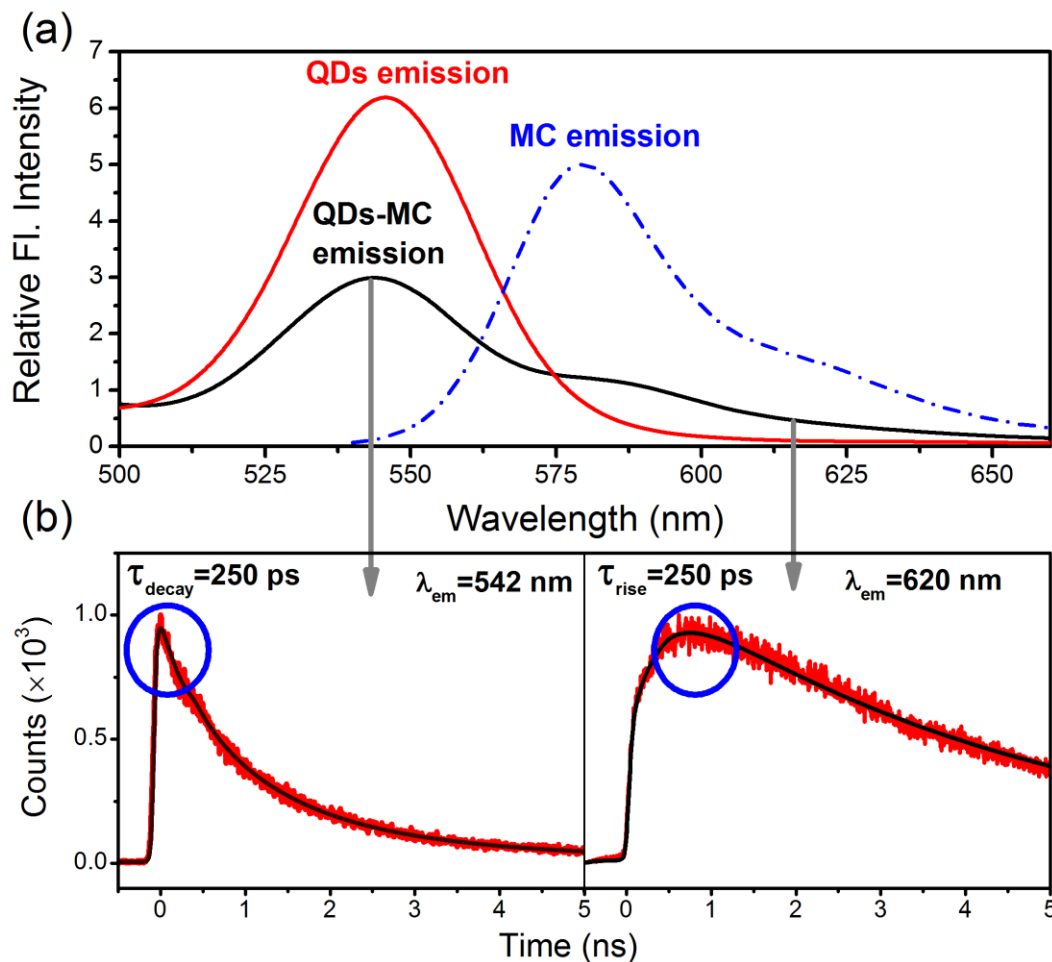 (a)
QDs emission
MC emission
QDs-MC
emission
Relative Fl. Intensity
7
6
5
4
3
2
1
0
500 525 550 575 600 625 650
Wavelength (nm)
(b)
τdecay=250 ps λem=542 nm
τrise=250 ps λem=620 nm
Counts (×10³)
1.0
0.5
0.0
0 1 2 3 4 5 0 1 2 3 4 5
Time (ns)